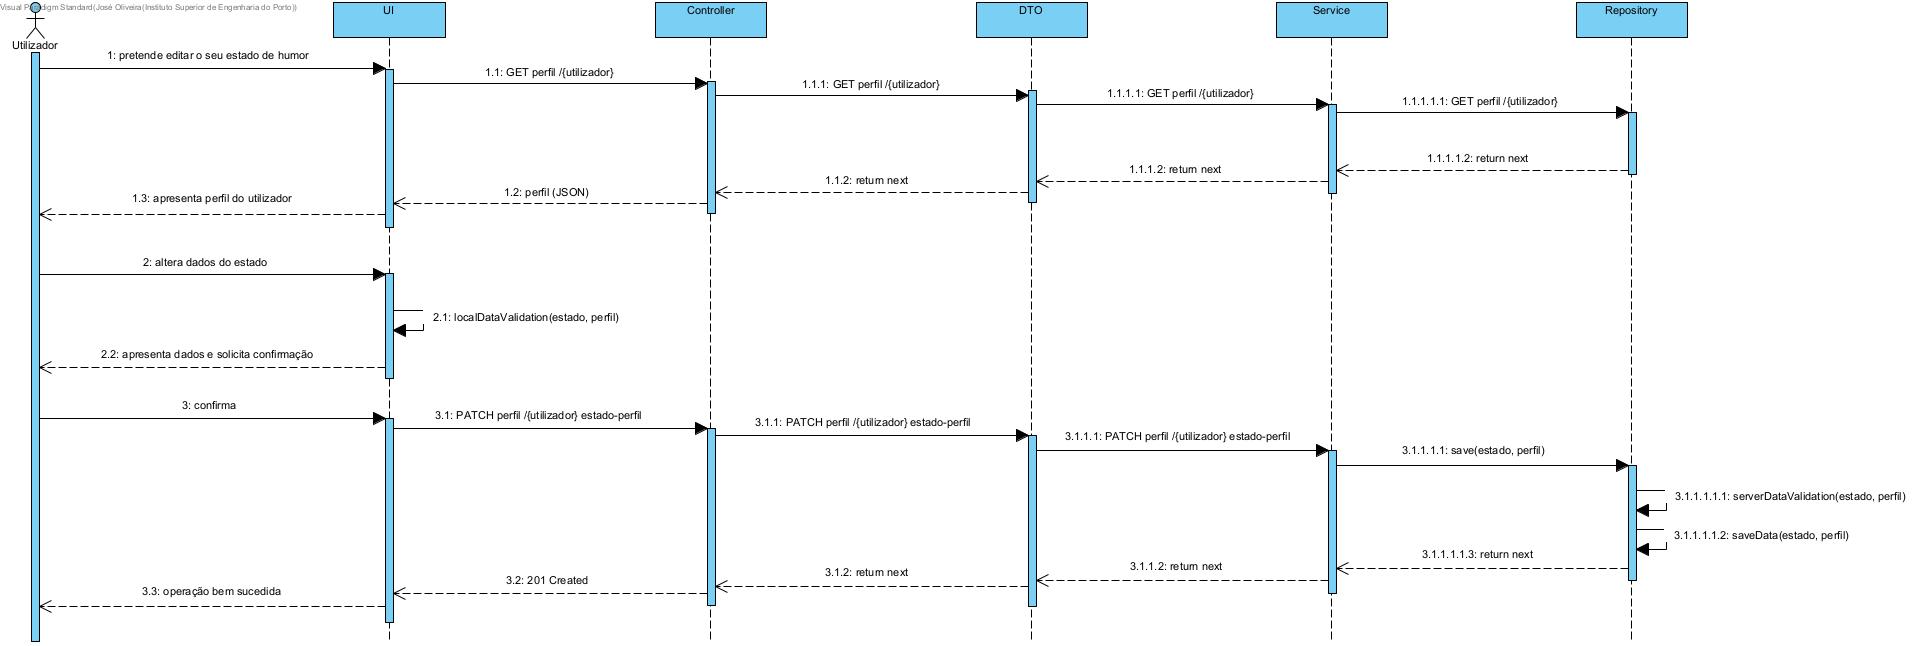 Visual Paradigm Standard(José Oliveira(Instituto Superior de Engenharia do Porto))
UI
Controller
DTO
Service
Repository
Utilizador
1: pretende editar o seu estado de humor
1.1: GET perfil /{utilizador}
1.1.1: GET perfil /{utilizador}
1.1.1.1: GET perfil /{utilizador}
1.1.1.1.1: GET perfil /{utilizador}
1.1.1.1.2: return next
1.1.1.2: return next
1.1.2: return next
1.2: perfil (JSON)
1.3: apresenta perfil do utilizador
2: altera dados do estado
2.1: localDataValidation(estado, perfil)
2.2: apresenta dados e solicita confirmação
3: confirma
3.1: PATCH perfil /{utilizador} estado-perfil
3.1.1: PATCH perfil /{utilizador} estado-perfil
3.1.1.1: PATCH perfil /{utilizador} estado-perfil
3.1.1.1.1: save(estado, perfil)
3.1.1.1.1.1: serverDataValidation(estado, perfil)
3.1.1.1.1.2: saveData(estado, perfil)
3.1.1.1.1.3: return next
3.1.1.2: return next
3.1.2: return next
3.2: 201 Created
3.3: operação bem sucedida